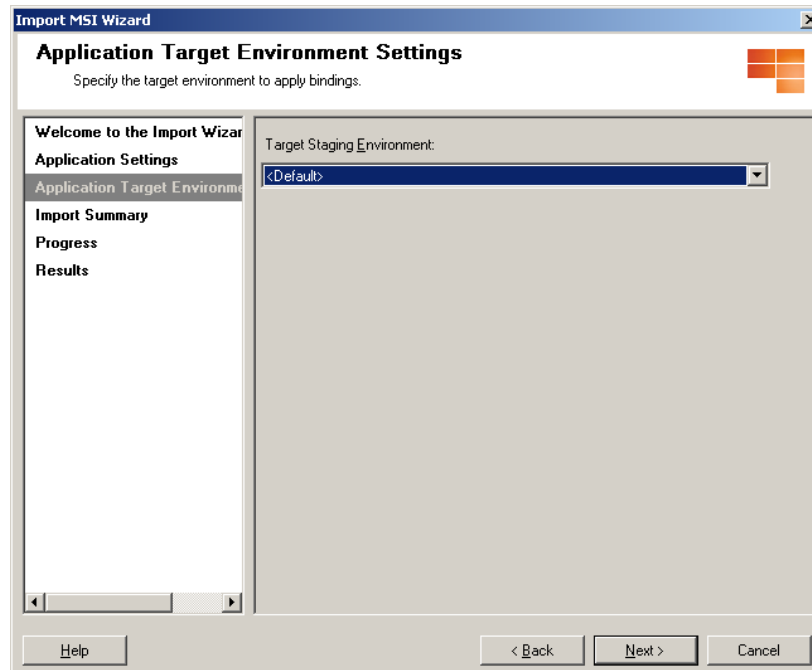 Import MSI Wizard
Application Target Environment Settings
Specify the target environment to apply bindings.
Welcome to the Import Wizar
Application Settings
Application Target Environme
Import Summary
Progress
Results
Target Staging Environment:
<Default>
Help
< Back
Next >
Cancel